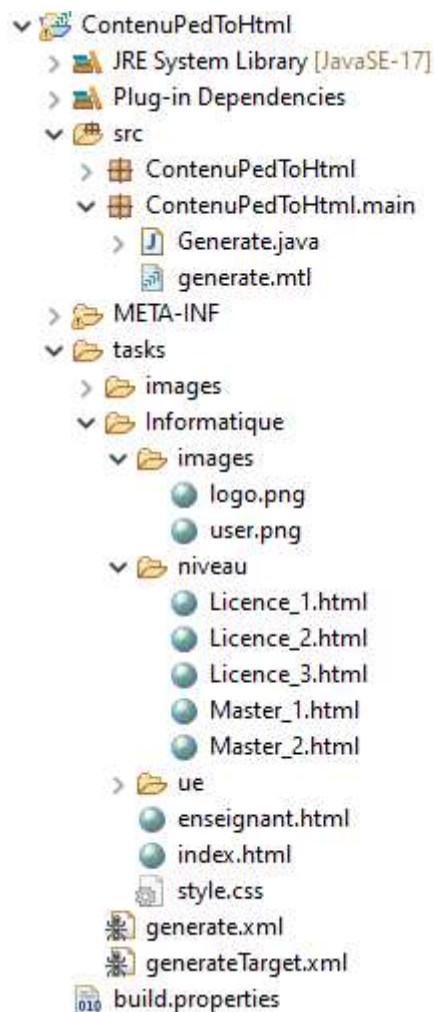 ContenuPedToHtml
JRE System Library [JavaSE-17]
Plug-in Dependencies
src
ContenuPedToHtml
ContenuPedToHtml.main
Generate.java
generate.mtl
META-INF
tasks
images
Informatique
images
logo.png
user.png
niveau
Licence_1.html
Licence_2.html
Licence_3.html
Master_1.html
Master_2.html
ue
enseignant.html
index.html
style.css
generate.xml
generateTarget.xml
build.properties